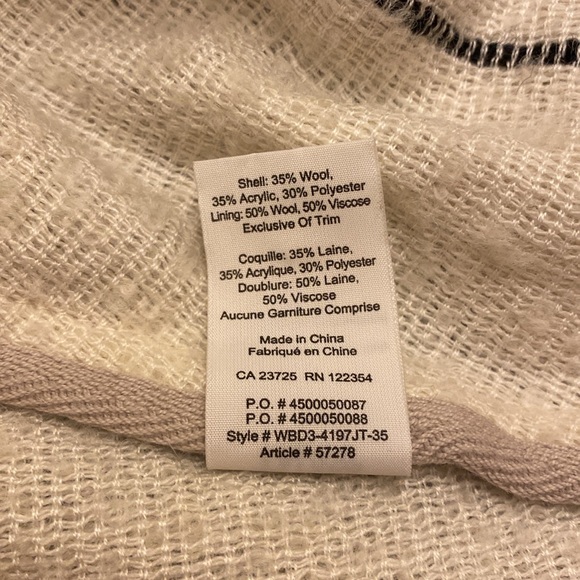 Shell: 35% Wool,
35% Acrylic, 30% Polyester
Lining: 50% Wool, 50% Viscose
Exclusive Of Trim
Coquille: 35% Laine,
35% Acrylique, 30% Polyester
Doublure: 50% Laine,
50% Viscose
Aucune Garniture Comprise
Made in China
Fabriqué en Chine
CA 23725 RN 122354
P.O. # 4500050087
P.O. # 4500050088
Style # WBD3-4197JT-35
Article # 57278